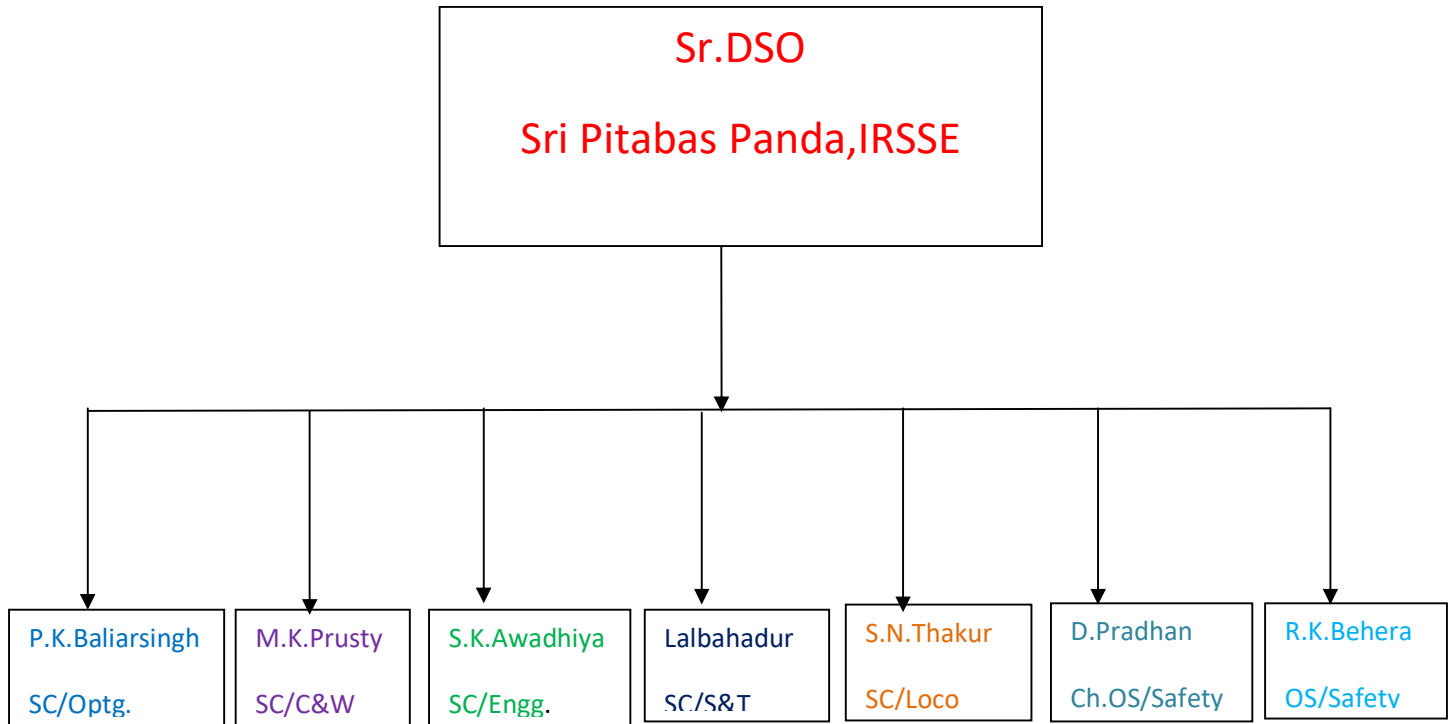 Sr.DSO
Sri Pitabas Panda,IRSSE
P.K.Baliarsingh
SC/Optg.
M.K.Prusty
SC/C&W
S.K.Awadhiya
SC/Engg.
Lalbahadur
SC/S&T
S.N.Thakur
SC/Loco
D.Pradhan
Ch.OS/Safety
R.K.Behera
OS/Safety